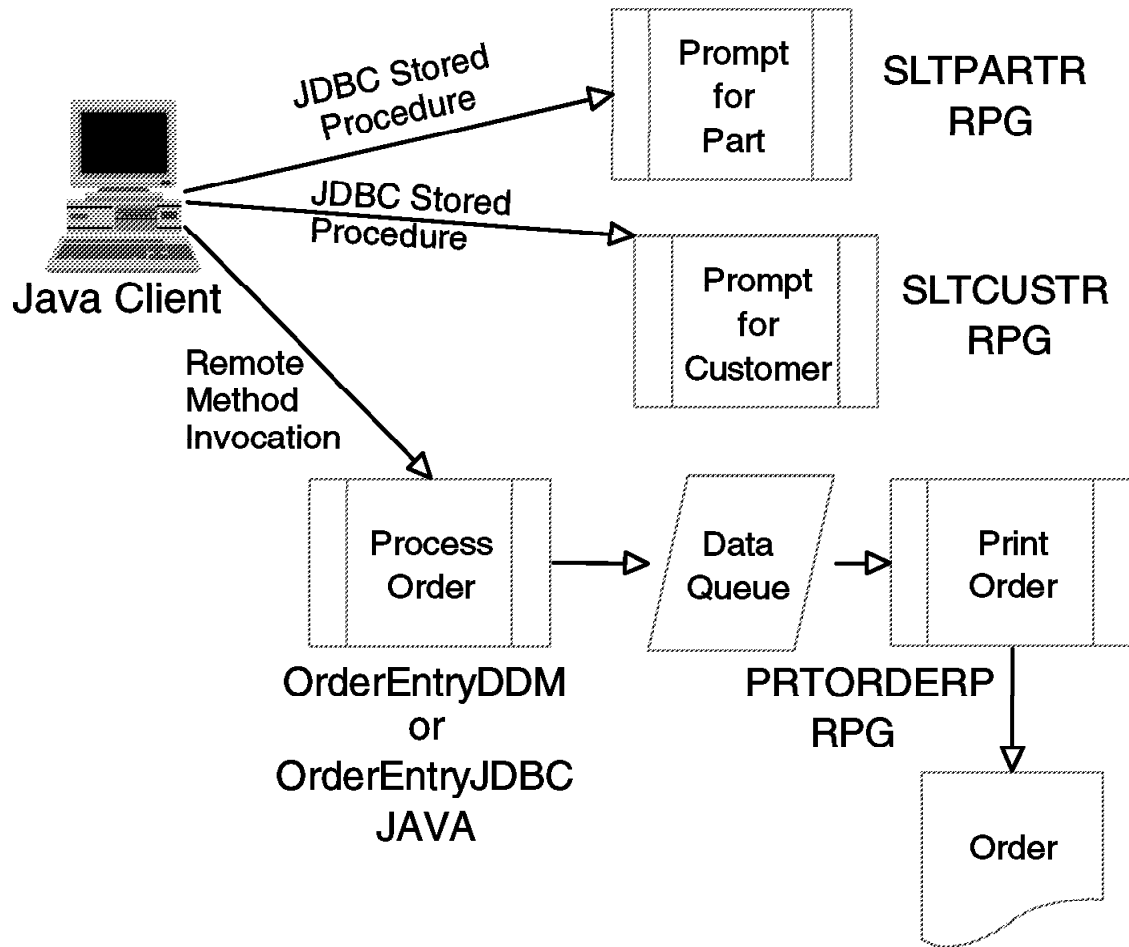 JDBC Stored
Procedure
Prompt
for
Part
SLTPARTR
RPG
Java Client
JDBC Stored
Procedure
Prompt
for
Customer
SLTCUSTR
RPG
Remote
Method
Invocation
Process
Order
Data
Queue
Print
Order
OrderEntryDDM
or
OrderEntryJDBC
JAVA
PRTORDERP
RPG
Order